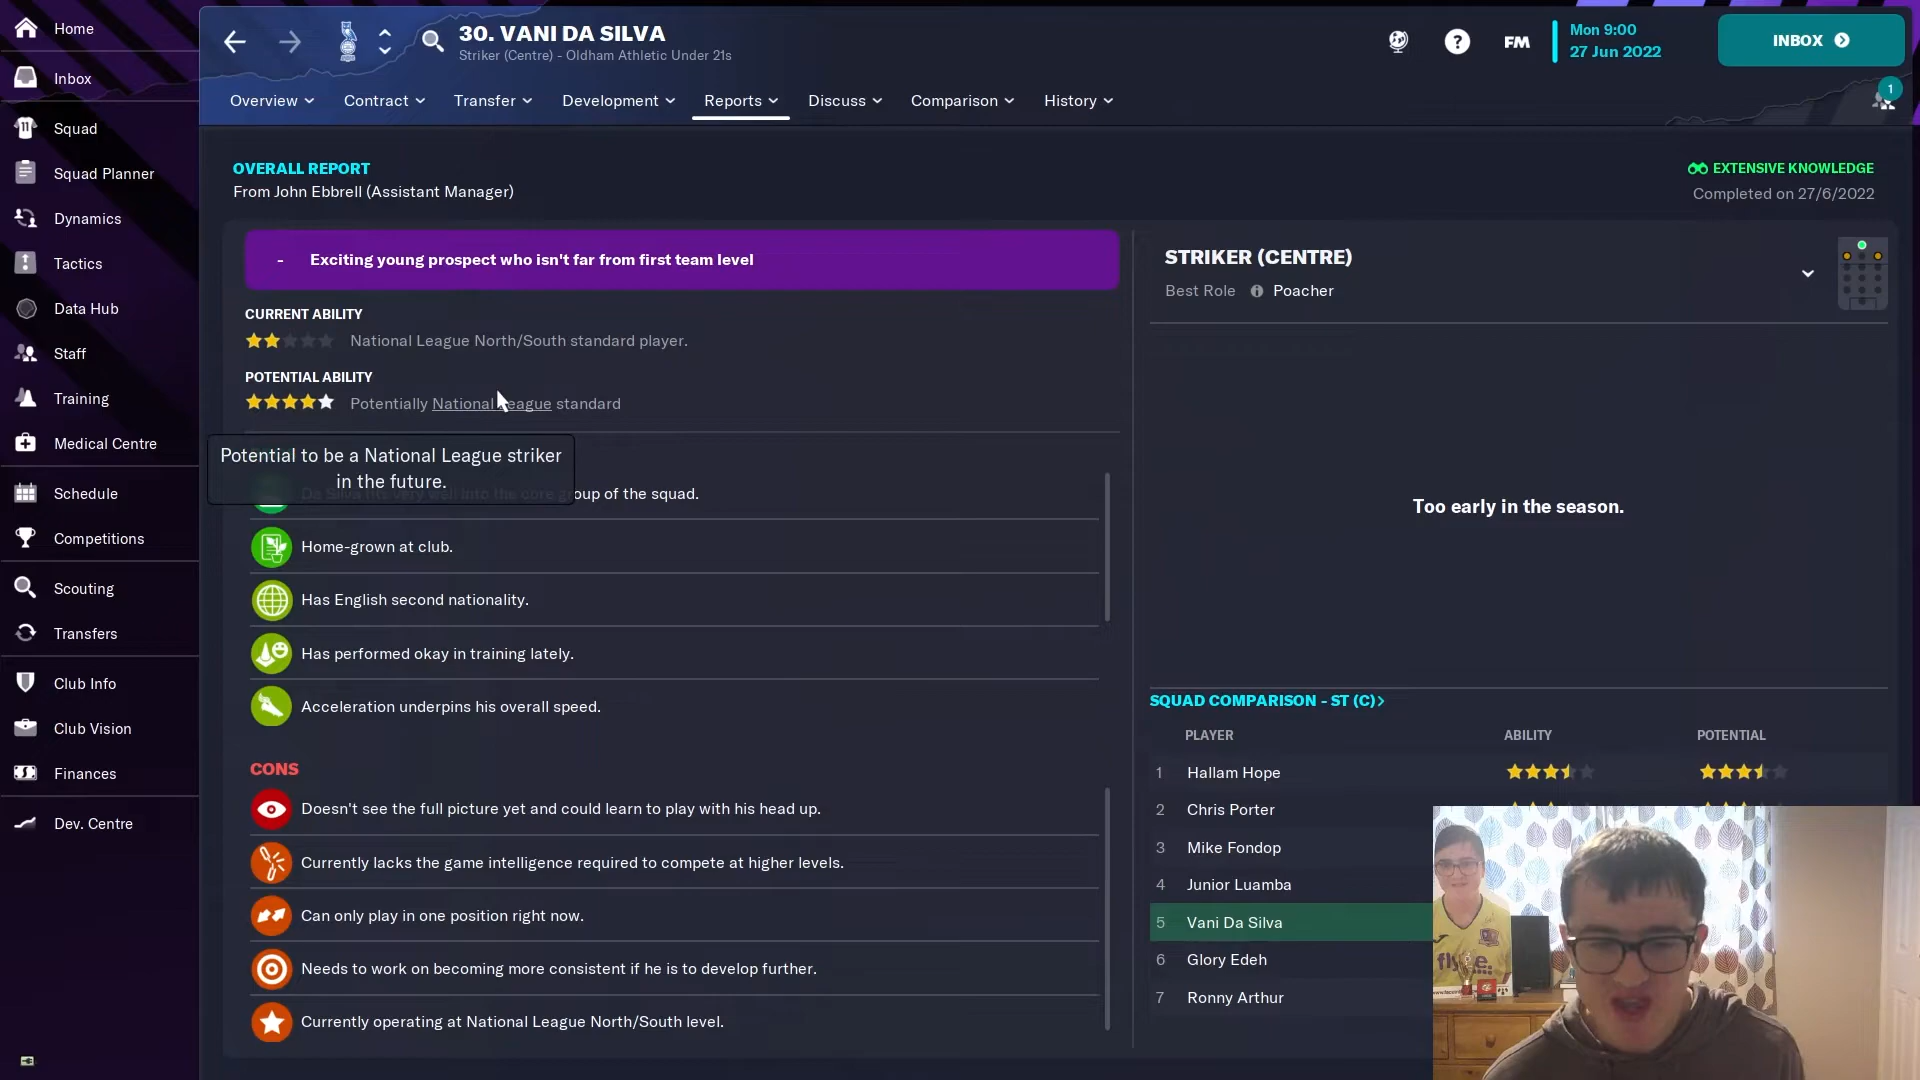 Home
Inbox
Squad
Squad Planner
Dynamics
Tactics
Data Hub
Staff
Training
Medical Centre
Schedule
Competitions
Scouting
Transfers
Club Info
Club Vision
Finances
Dev. Centre
30. VANI DA SILVA
Striker (Centre) - Oldham Athletic Under 21s
FM
Mon 9:00
27 Jun 2022
INBOX
1
Overview
Contract
Transfer
Development
Reports
Discuss
Comparison
History
OVERALL REPORT
From John Ebbrell (Assistant Manager)
EXTENSIVE KNOWLEDGE
Completed on 27/6/2022
- Exciting young prospect who isn't far from first team level
CURRENT ABILITY
National League North/South standard player.
POTENTIAL ABILITY
Potentially National League standard
Potential to be a National League striker
in the future.
Da Silva fits very well into the core group of the squad.
Home-grown at club.
Has English second nationality.
Has performed okay in training lately.
Acceleration underpins his overall speed.
CONS
Doesn't see the full picture yet and could learn to play with his head up.
Currently lacks the game intelligence required to compete at higher levels.
Can only play in one position right now.
Needs to work on becoming more consistent if he is to develop further.
Currently operating at National League North/South level.
STRIKER (CENTRE)
Best Role Poacher
Too early in the season.
SQUAD COMPARISON - ST (C)>
PLAYER ABILITY POTENTIAL
1 Hallam Hope
2 Chris Porter
3 Mike Fondop
4 Junior Luamba
5 Vani Da Silva
6 Glory Edeh
7 Ronny Arthur